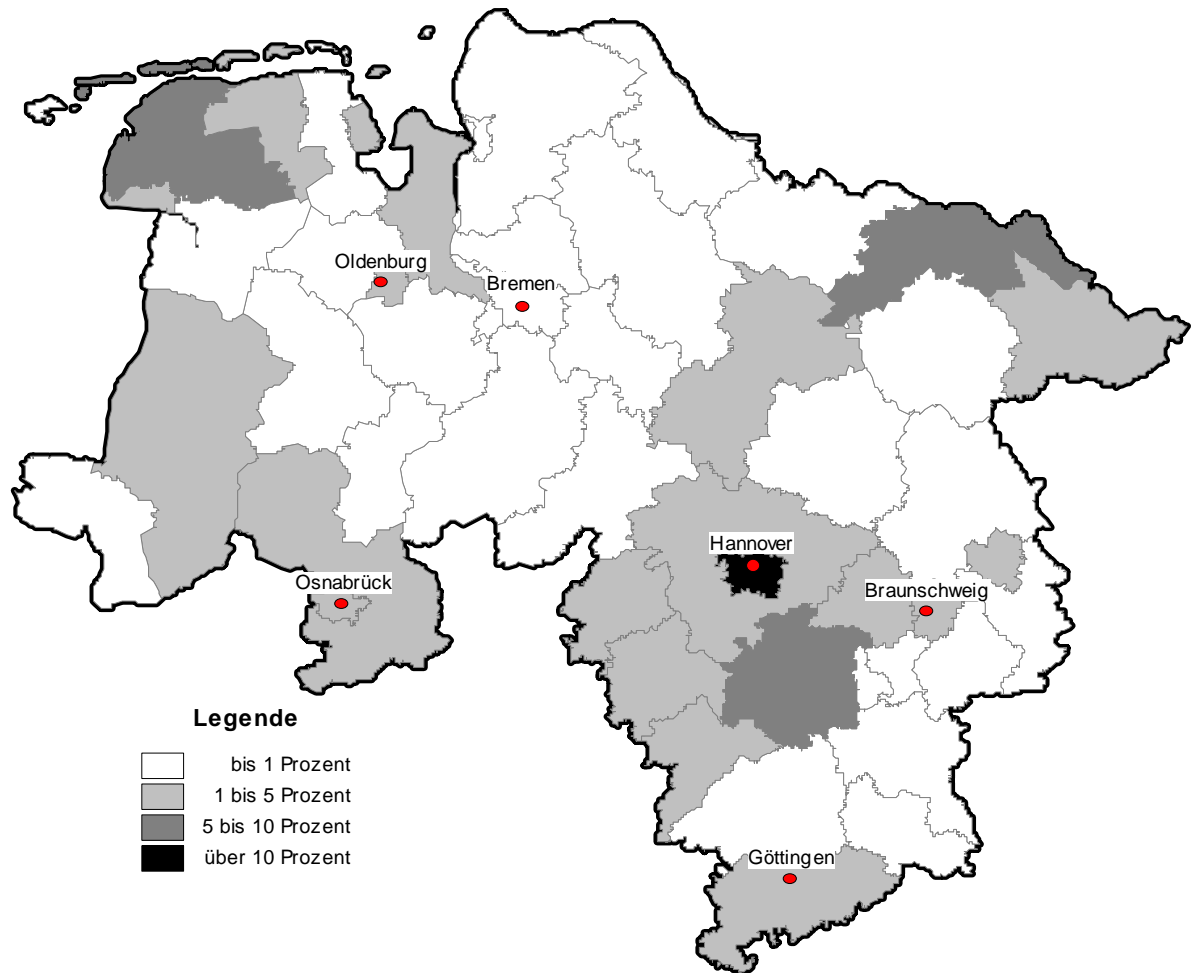 Oldenburg
Bremen
Hannover
Osnabrück
Braunschweig
Legende
bis 1 Prozent
1 bis 5 Prozent
5 bis 10 Prozent
über 10 Prozent
Göttingen